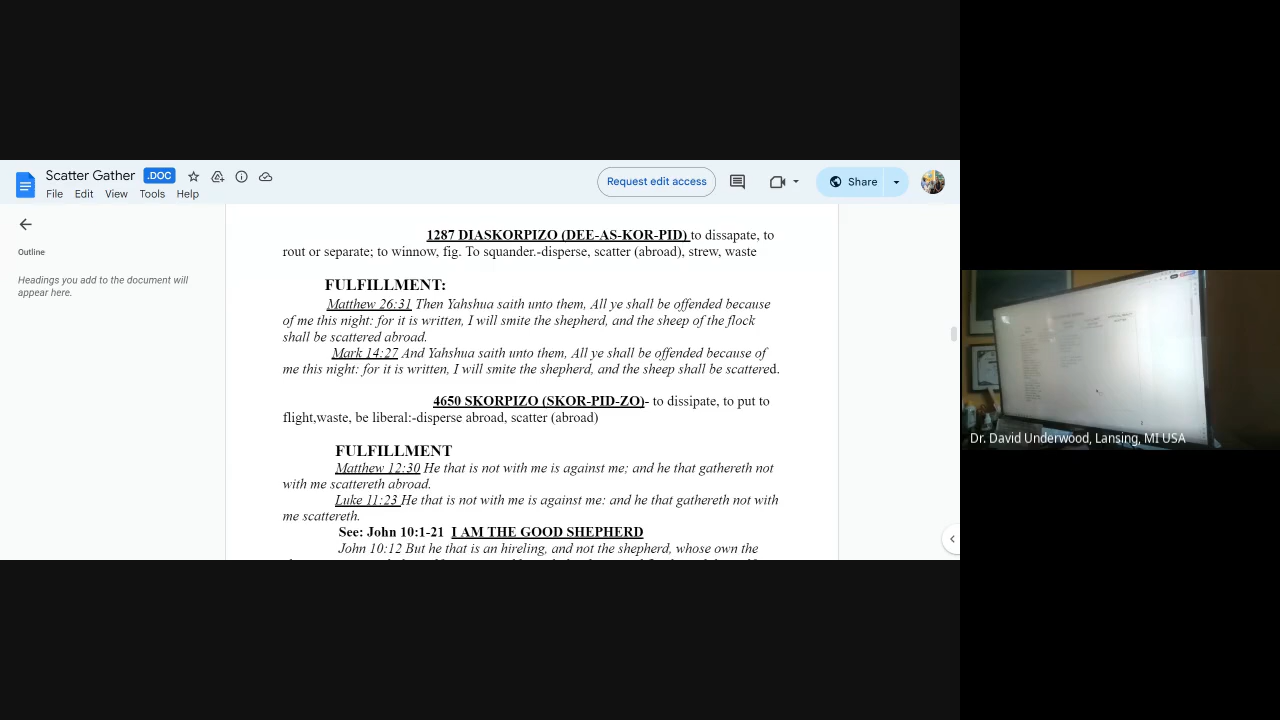 Scatter Gather .DOC
File Edit View Tools Help
Request edit access
Share
Outline
Headings you add to the document will
appear here.
1287 DIASKORPIZO (DEE-AS-KOR-PID) to dissapate, to
rout or separate; to winnow, fig. To squander.-disperse, scatter (abroad), strew, waste
FULFILLMENT:
Matthew 26:31 Then Yahshua saith unto them, All ye shall be offended because
of me this night: for it is written, I will smite the shepherd, and the sheep of the flock
shall be scattered abroad.
Mark 14:27 And Yahshua saith unto them, All ye shall be offended because of
me this night: for it is written, I will smite the shepherd, and the sheep shall be scattered.
4650 SKORPIZO (SKOR-PID-ZO)- to dissipate, to put to
flight,waste, be liberal:-disperse abroad, scatter (abroad)
FULFILLMENT
Matthew 12:30 He that is not with me is against me; and he that gathereth not
with me scattereth abroad.
Luke 11:23 He that is not with me is against me: and he that gathereth not with
me scattereth.
See: John 10:1-21 I AM THE GOOD SHEPHERD
John 10:12 But he that is an hireling, and not the shepherd, whose own the
Dr. David Underwood, Lansing, MI USA